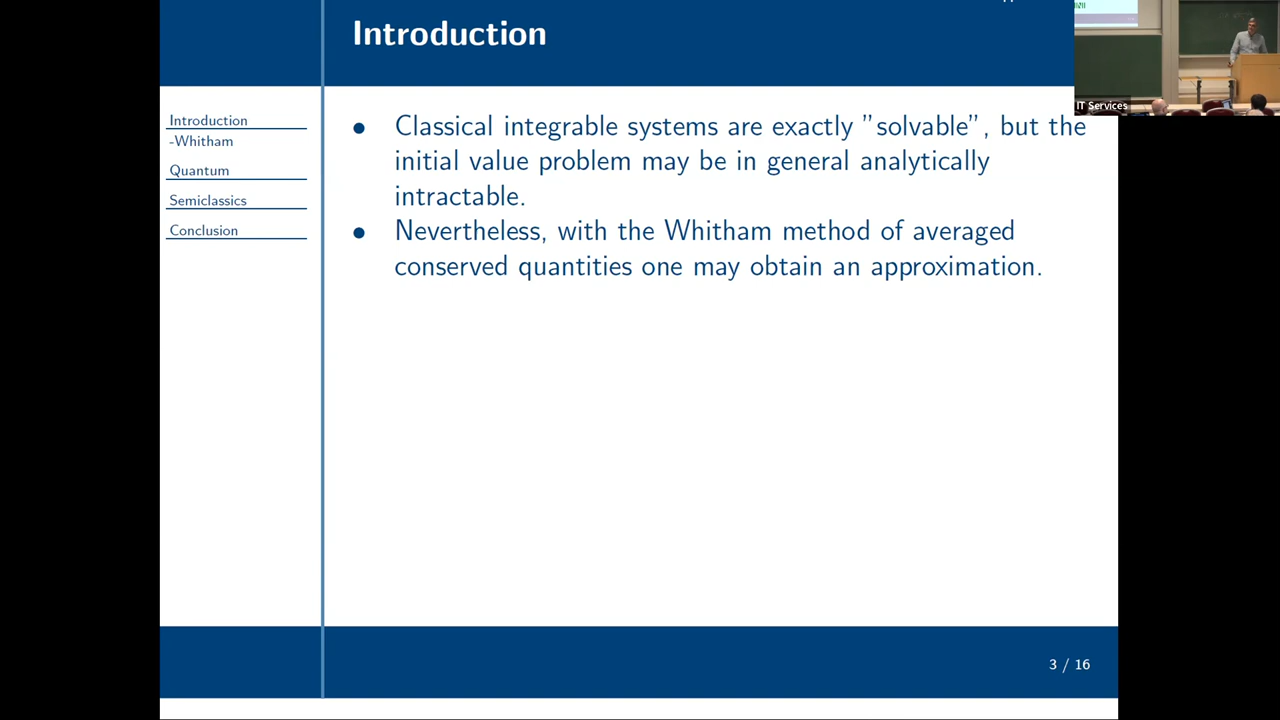 Introduction
IT Services
Introduction
-Whitham
Quantum
Semiclassics
Conclusion
• Classical integrable systems are exactly ”solvable”, but the
initial value problem may be in general analytically
intractable.
• Nevertheless, with the Whitham method of averaged
conserved quantities one may obtain an approximation.
3 / 16